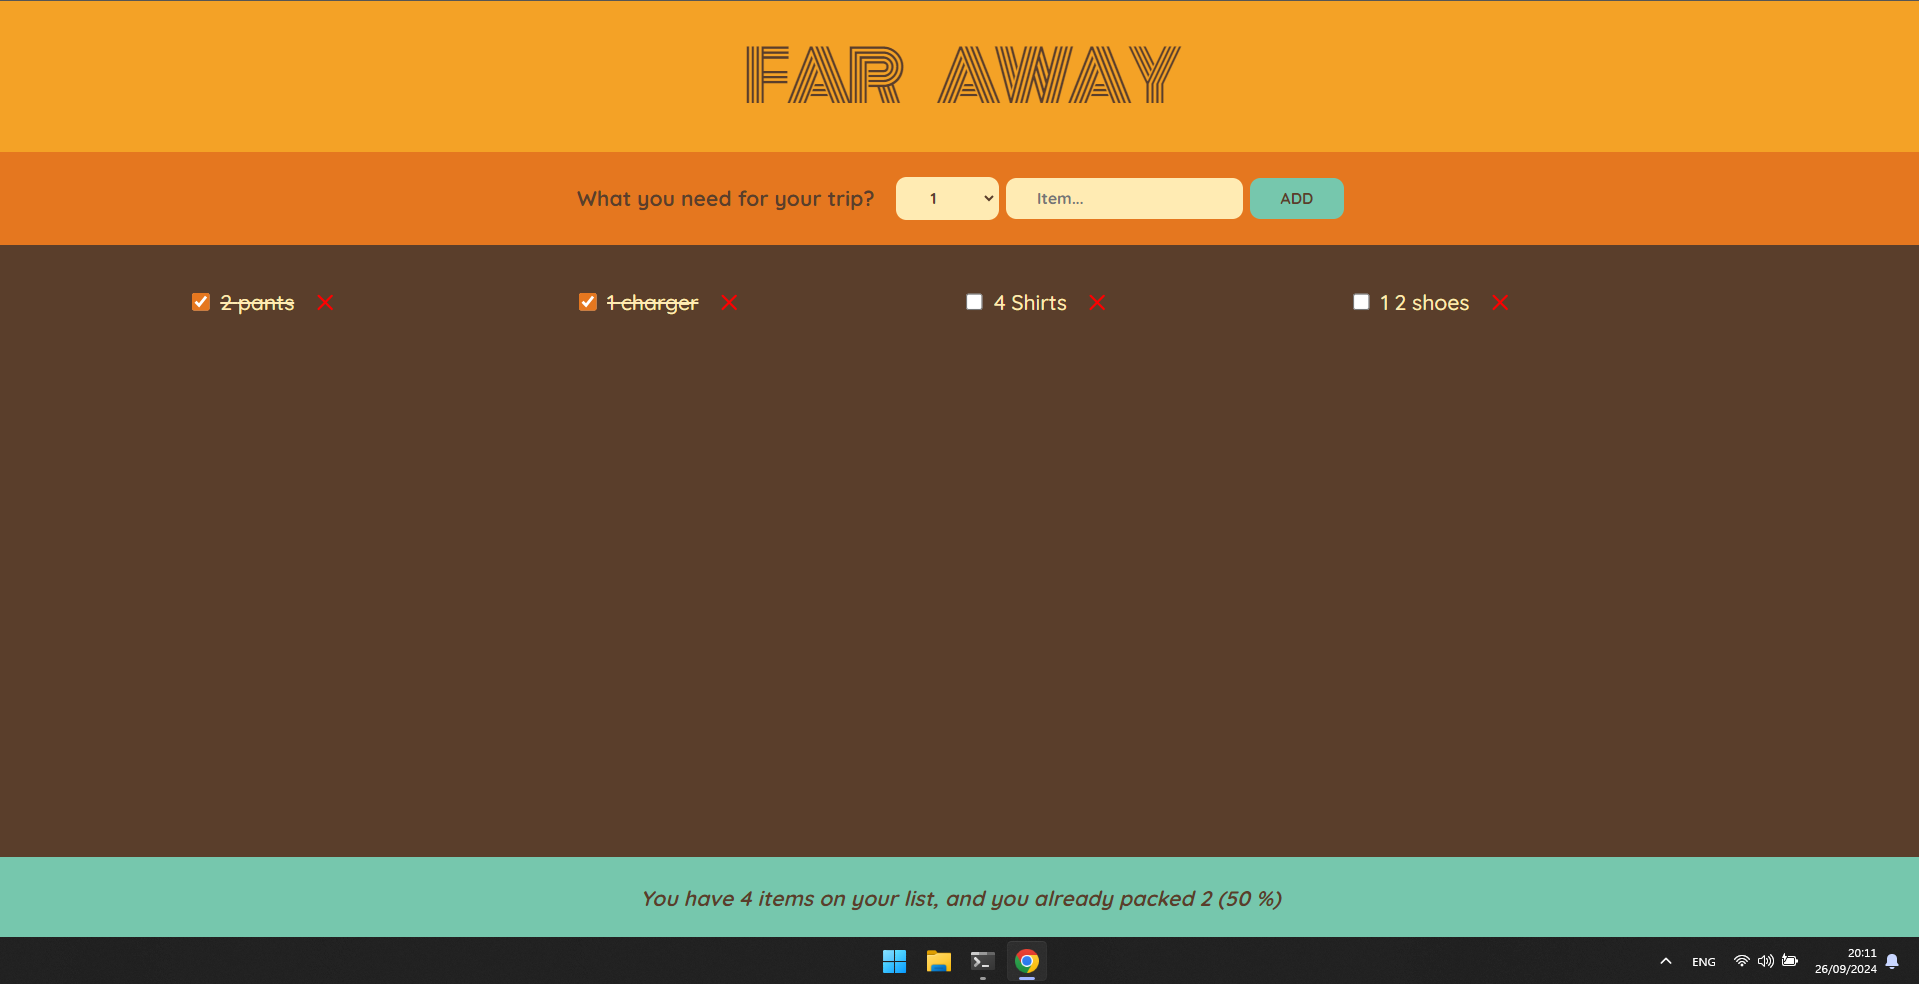 FAR AWAY
What you need for your trip? 1 Item... ADD
2 pants 1 charger 4 Shirts 1 2 shoes
You have 4 items on your list, and you already packed 2 (50 %)
ENG 20:11
26/09/2024